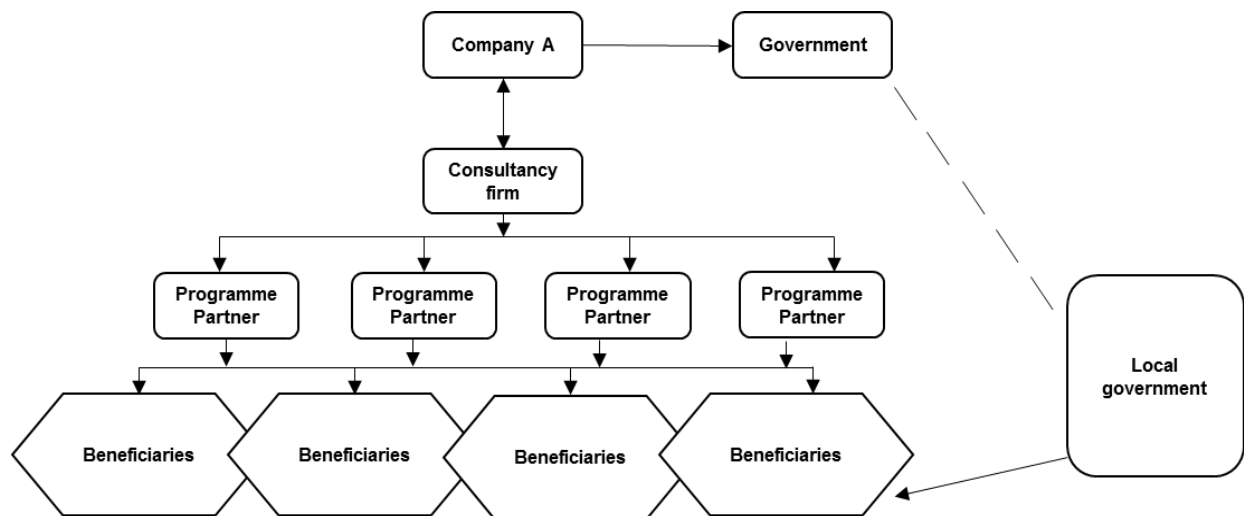 Company A
Government
Consultancy
firm
Programme
Partner
Programme
Partner
Programme
Partner
Programme
Partner
Local
government
Beneficiaries
Beneficiaries
Beneficiaries
Beneficiaries